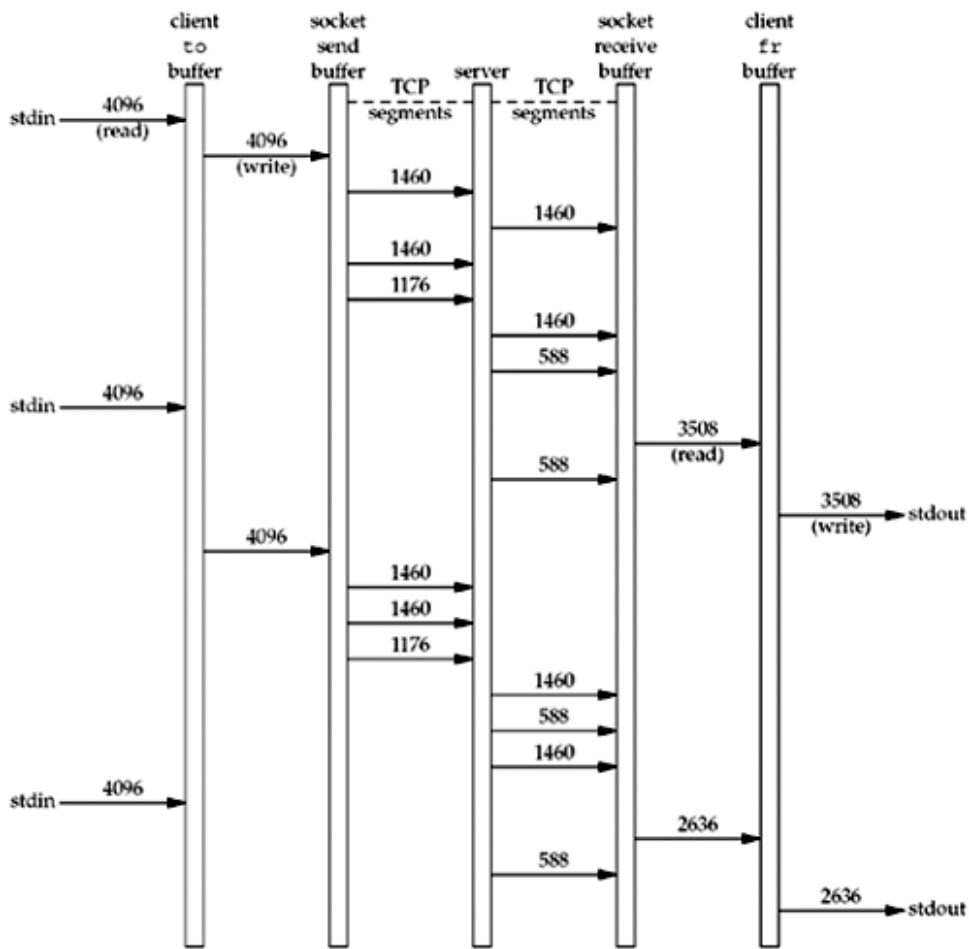 client
to
buffer
socket
send
buffer
server
socket
receive
buffer
client
fr
buffer
TCP
segments
TCP
segments
stdin
4096
(read)
4096
(write)
1460
1460
1460
1176
1460
588
stdin
4096
3508
(read)
588
3508
(write)
stdout
4096
1460
1460
1176
1460
588
1460
stdin
4096
2636
588
2636
stdout